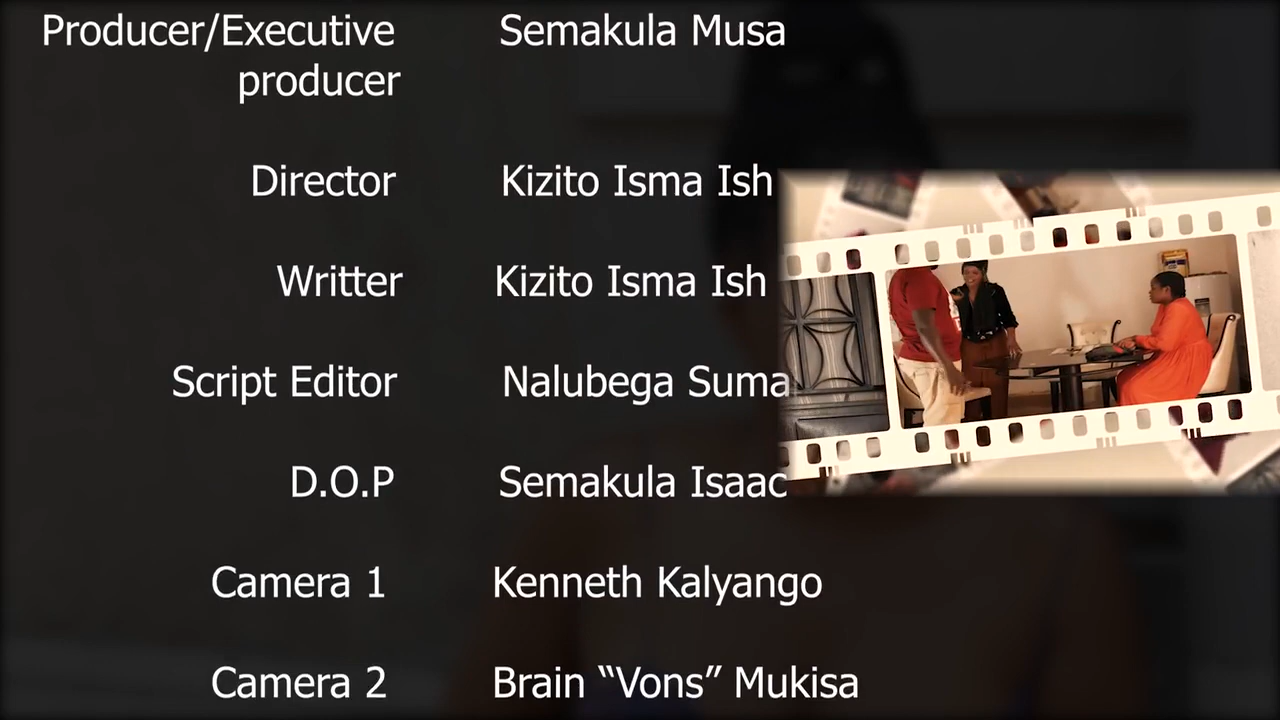 Producer/Executive Semakula Musa
producer
Director Kizito Isma Ish
Writter Kizito Isma Ish
Script Editor Nalubega Suma
D.O.P Semakula Isaac
Camera 1 Kenneth Kalyango
Camera 2 Brain “Vons” Mukisa